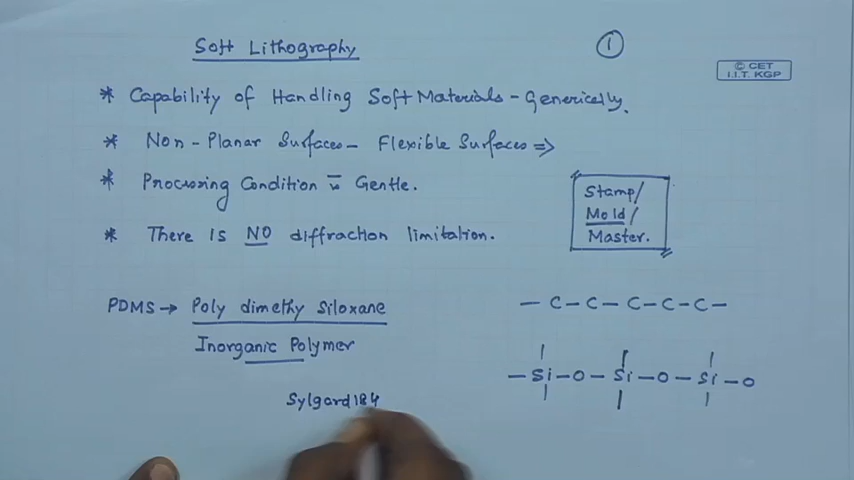 Soft Lithography
1
© CET
I.I.T. KGP
* Capability of Handling Soft Materials - Generically.
* Non-Planar Surfaces - Flexible Surfaces ⇒
* Processing Condition is Gentle.
Stamp/
Mold/
Master.
* There is NO diffraction limitation.
PDMS → Poly dimethy Siloxane
— C — C — C — C — C —
Inorganic Polymer
— Si — O — Si — O — Si — O
Sylgard 184